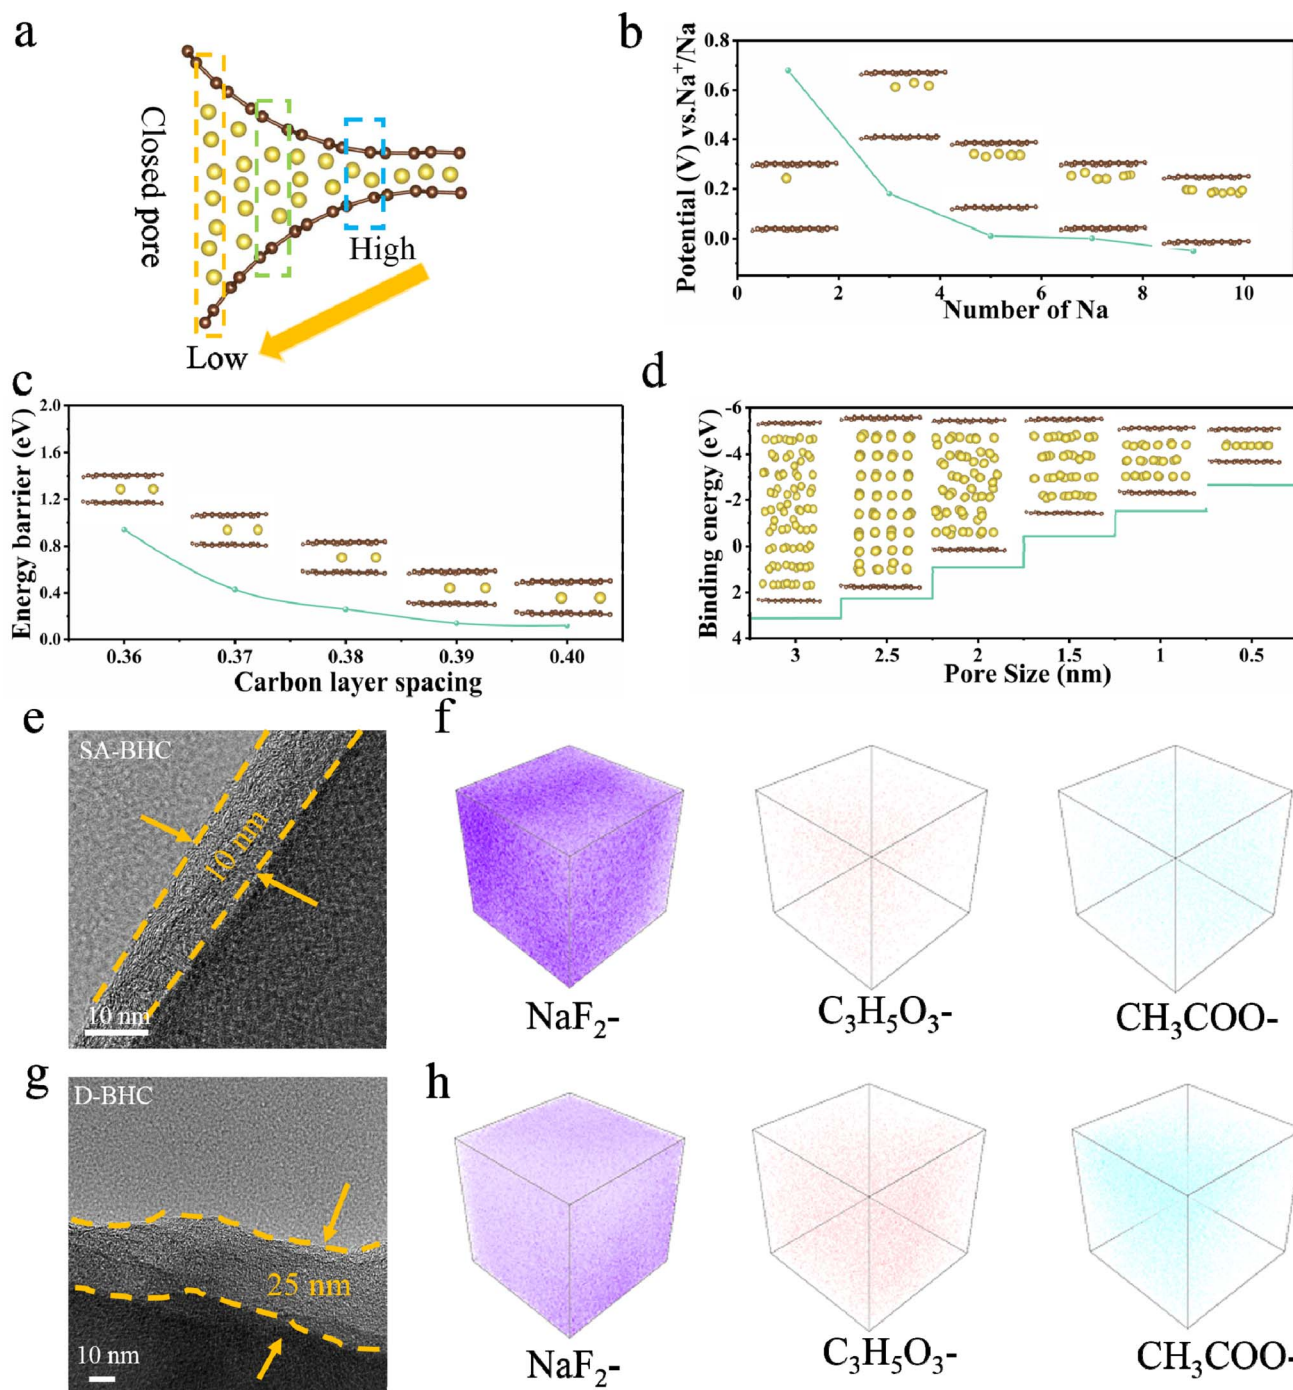 a
Closed pore
High
Low
b
Potential (V) vs.Na⁺/Na
0.8
0.6
0.4
0.2
0.0
0
2
4
6
8
10
Number of Na
c
Energy barrier (eV)
2.0
1.6
1.2
0.8
0.4
0.0
0.36
0.37
0.38
0.39
0.40
Carbon layer spacing
d
Binding energy (eV)
-6
-4
-2
0
2
4
3
2.5
2
1.5
1
0.5
Pore Size (nm)
e
SA-BHC
10 nm
10 nm
f
NaF₂-
C₃H₅O₃-
CH₃COO-
g
D-BHC
25 nm
10 nm
h
NaF₂-
C₃H₅O₃-
CH₃COO-